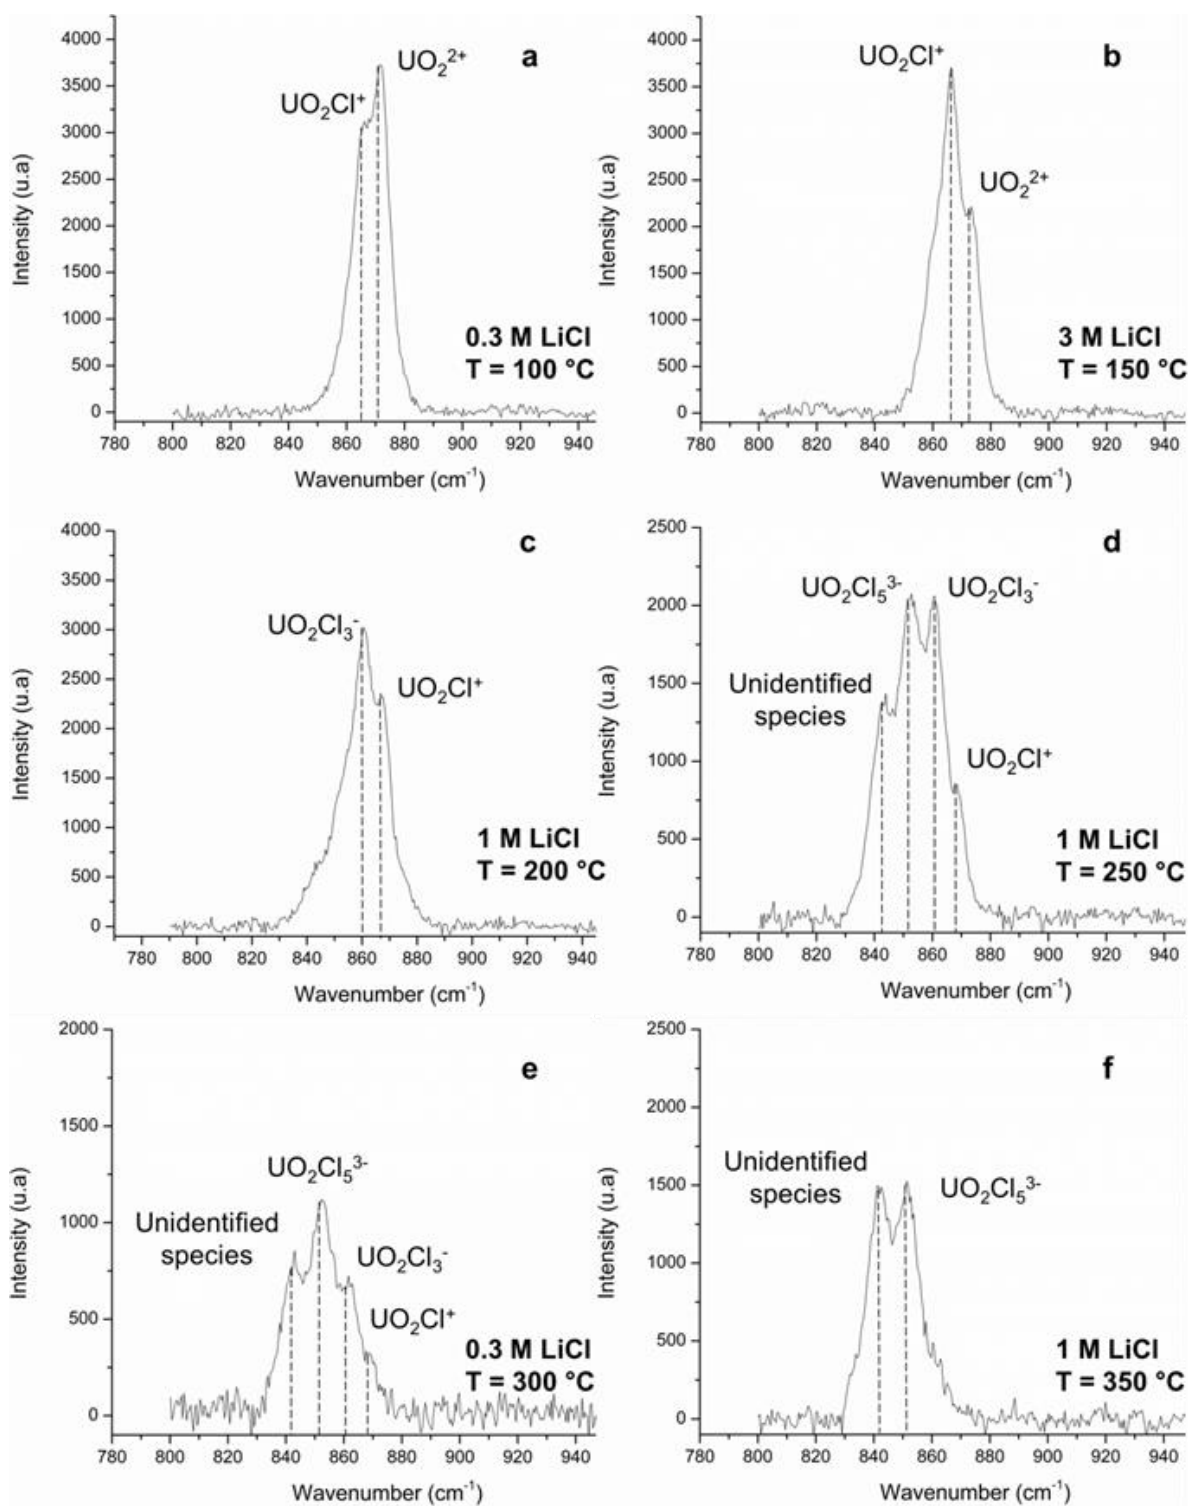 a
4000
3500
3000
2500
2000
1500
1000
500
0
Intensity (u.a)
UO₂Cl⁺
UO₂²⁺
0.3 M LiCl
T = 100 °C
780 800 820 840 860 880 900 920 940
Wavenumber (cm⁻¹)
b
4000
3500
3000
2500
2000
1500
1000
500
0
Intensity (u.a)
UO₂Cl⁺
UO₂²⁺
3 M LiCl
T = 150 °C
780 800 820 840 860 880 900 920 940
Wavenumber (cm⁻¹)
c
4000
3500
3000
2500
2000
1500
1000
500
0
Intensity (u.a)
UO₂Cl₃⁻
UO₂Cl⁺
1 M LiCl
T = 200 °C
780 800 820 840 860 880 900 920 940
Wavenumber (cm⁻¹)
d
2500
2000
1500
1000
500
0
Intensity (u.a)
UO₂Cl₅³⁻
UO₂Cl₃⁻
Unidentified
species
UO₂Cl⁺
1 M LiCl
T = 250 °C
780 800 820 840 860 880 900 920 940
Wavenumber (cm⁻¹)
e
2000
1500
1000
500
0
Intensity (u.a)
UO₂Cl₅³⁻
Unidentified
species
UO₂Cl₃⁻
UO₂Cl⁺
0.3 M LiCl
T = 300 °C
780 800 820 840 860 880 900 920 940
Wavenumber (cm⁻¹)
f
2500
2000
1500
1000
500
0
Intensity (u.a)
Unidentified
species
UO₂Cl₅³⁻
1 M LiCl
T = 350 °C
780 800 820 840 860 880 900 920 940
Wavenumber (cm⁻¹)